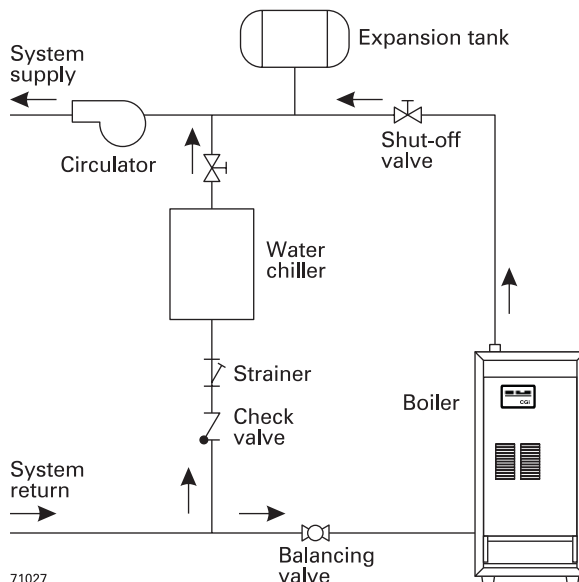 Expansion tank
System
supply
Circulator
Shut-off
valve
Water
chiller
Strainer
Boiler
CGi
Check
valve
System
return
Balancing
valve
71027